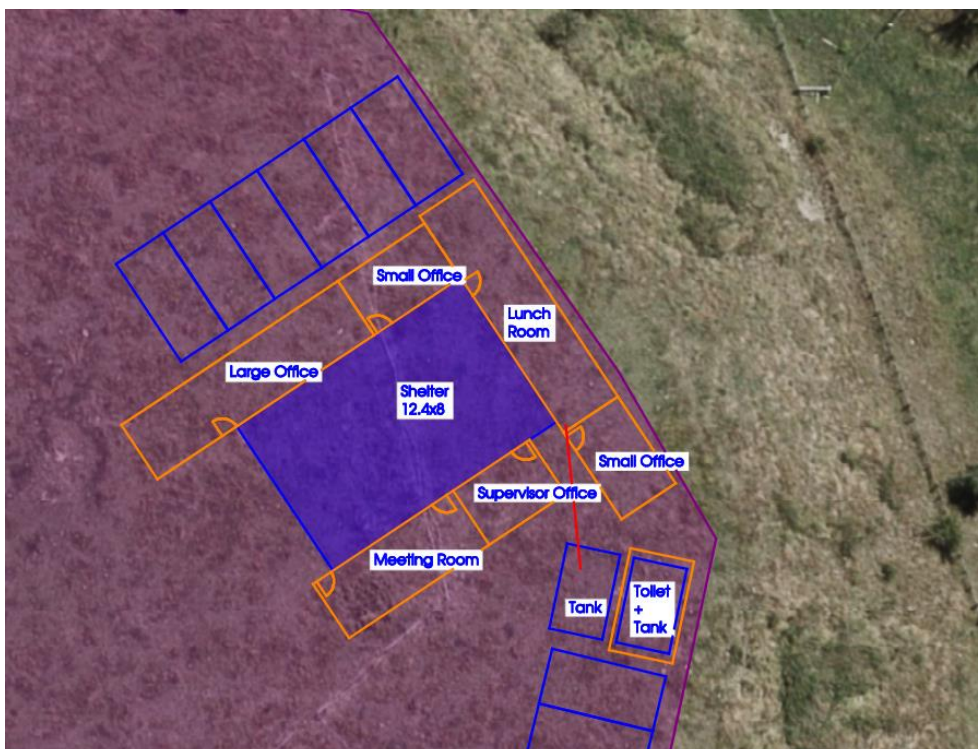 Small Office
Lunch
Room
Large Office
Shelter
12.4x8
Small Office
Supervisor Office
Meeting Room
Tank
Toilet
+
Tank